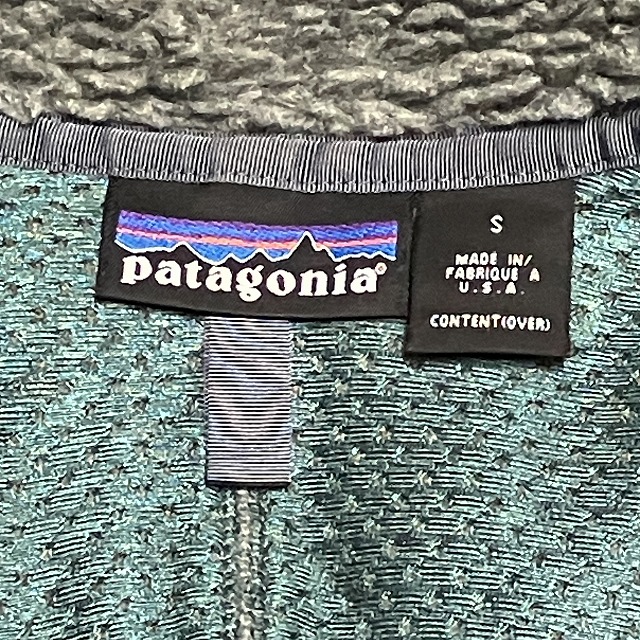 patagonia®
S
MADE IN/
FABRIQUE A
U.S.A.
CONTENT(OVER)